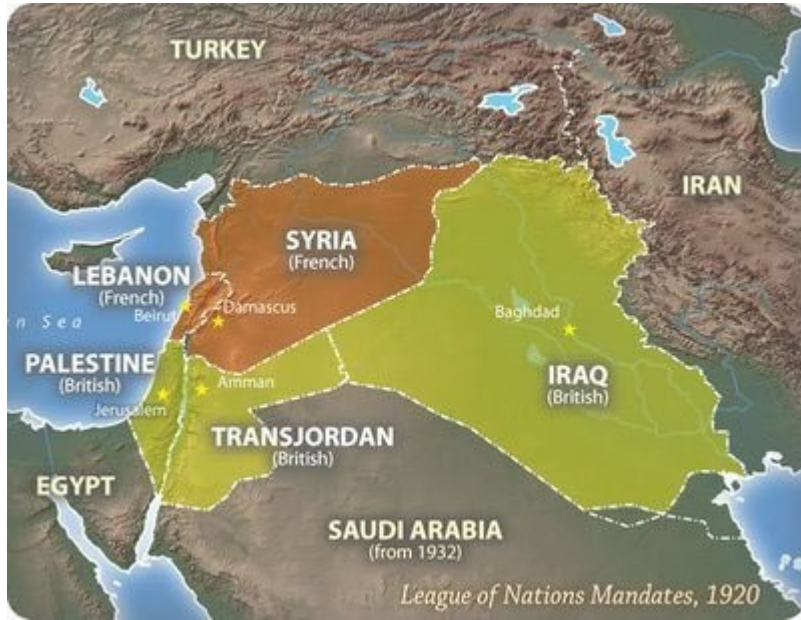 TURKEY
IRAN
SYRIA
(French)
LEBANON
(French)
Beirut
Damascus
n Sea
Baghdad
PALESTINE
(British)
Amman
IRAQ
(British)
Jerusalem
TRANSJORDAN
(British)
EGYPT
SAUDI ARABIA
(from 1932)
League of Nations Mandates, 1920